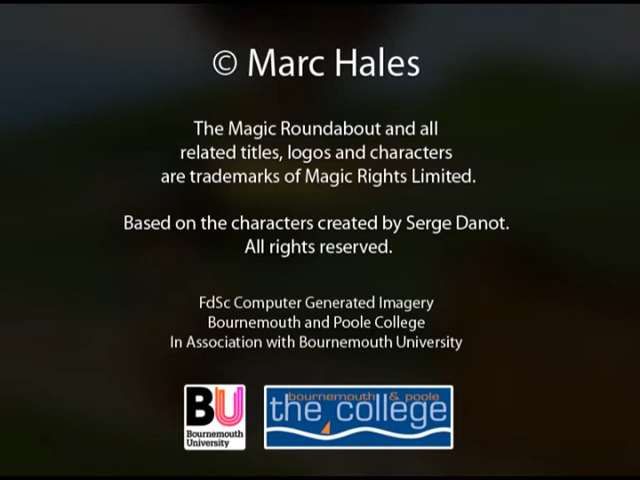 © Marc Hales
The Magic Roundabout and all
related titles, logos and characters
are trademarks of Magic Rights Limited.
Based on the characters created by Serge Danot.
All rights reserved.
FdSc Computer Generated Imagery
Bournemouth and Poole College
In Association with Bournemouth University
BU
Bournemouth
University
bournemouth & poole
the college